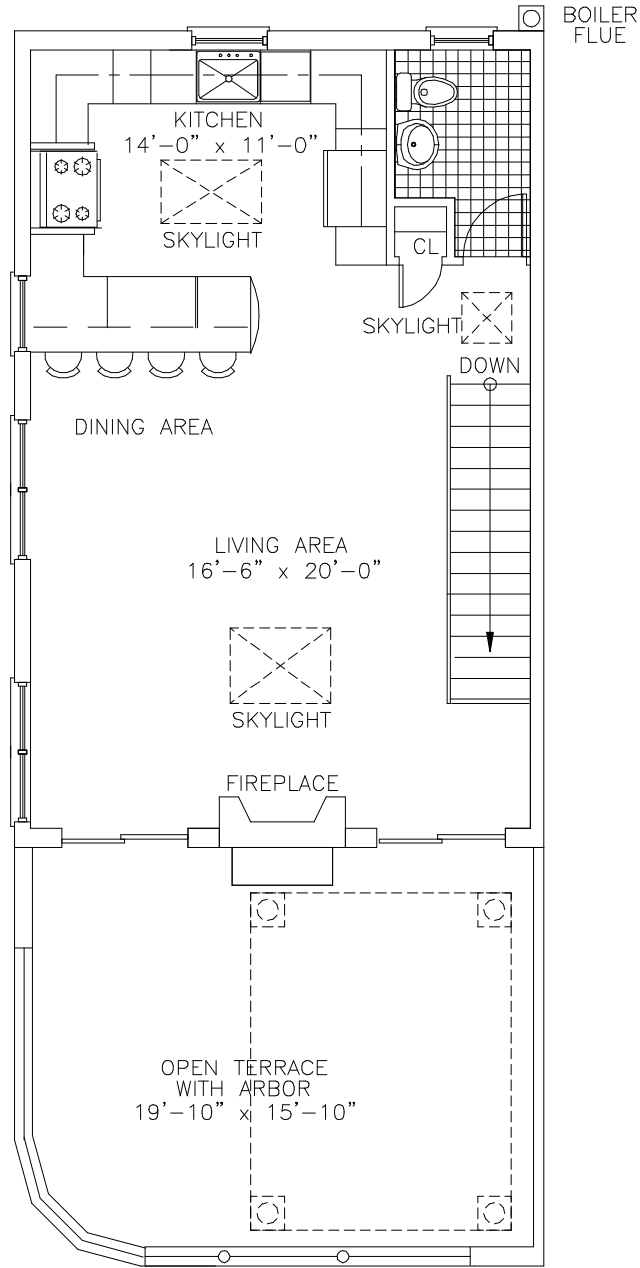 BOILER
FLUE
KITCHEN
14'-0" x 11'-0"
SKYLIGHT
CL
SKYLIGHT
DOWN
DINING AREA
LIVING AREA
16'-6" x 20'-0"
SKYLIGHT
FIREPLACE
OPEN TERRACE
WITH ARBOR
19'-10" x 15'-10"